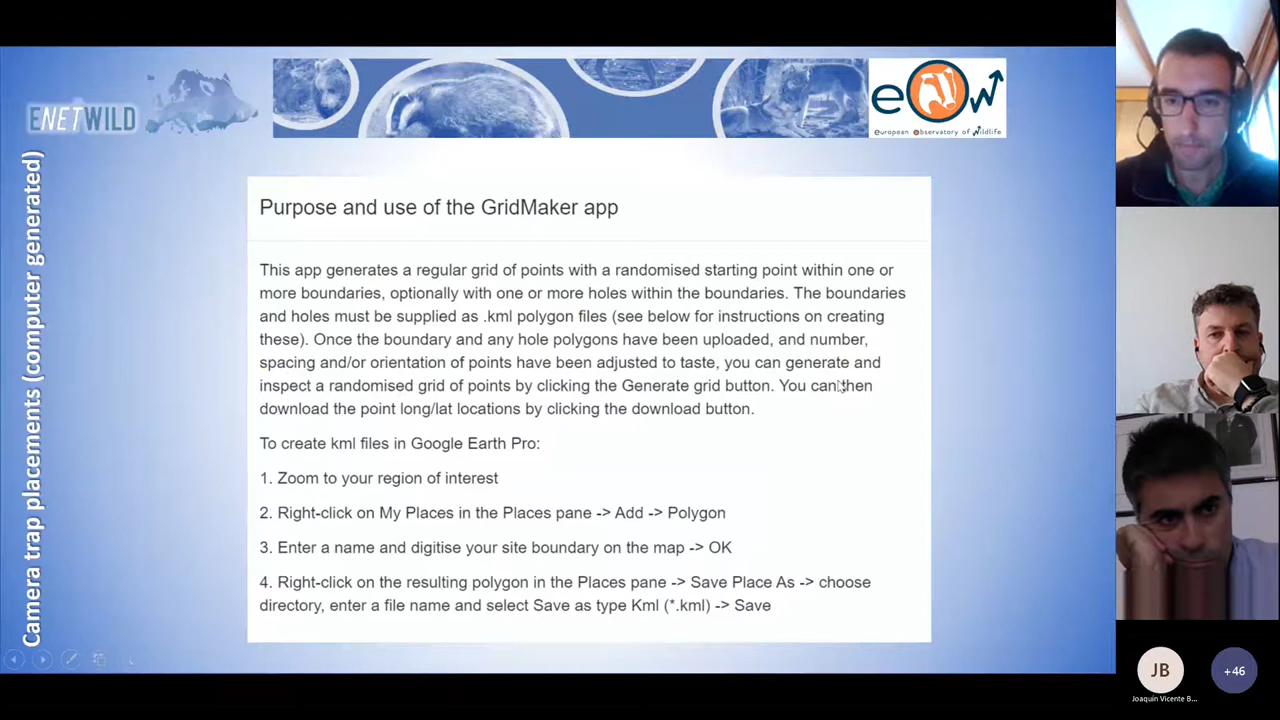 ENETWILD
eow
european observatory of wildlife
Camera trap placements (computer generated)
Purpose and use of the GridMaker app
This app generates a regular grid of points with a randomised starting point within one or
more boundaries, optionally with one or more holes within the boundaries. The boundaries
and holes must be supplied as .kml polygon files (see below for instructions on creating
these). Once the boundary and any hole polygons have been uploaded, and number,
spacing and/or orientation of points have been adjusted to taste, you can generate and
inspect a randomised grid of points by clicking the Generate grid button. You can then
download the point long/lat locations by clicking the download button.
To create kml files in Google Earth Pro:
1. Zoom to your region of interest
2. Right-click on My Places in the Places pane -> Add -> Polygon
3. Enter a name and digitise your site boundary on the map -> OK
4. Right-click on the resulting polygon in the Places pane -> Save Place As -> choose
directory, enter a file name and select Save as type Kml (*.kml) -> Save
JB
Joaquín Vicente B...
+46